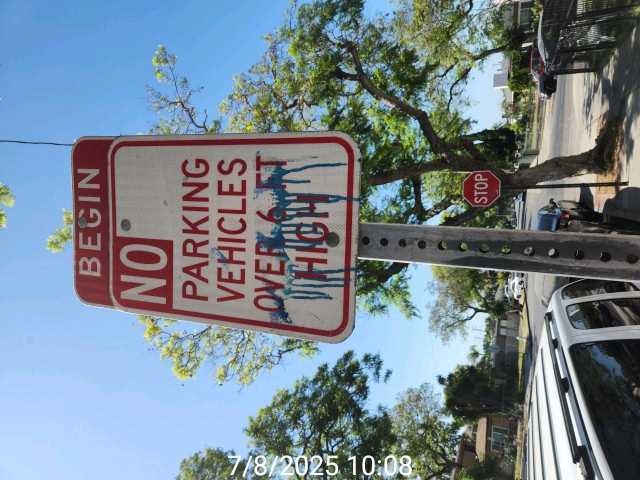 BEGIN
NO
PARKING
VEHICLES
OVER 6 FT
HIGH
STOP
7/8/2025 10:08